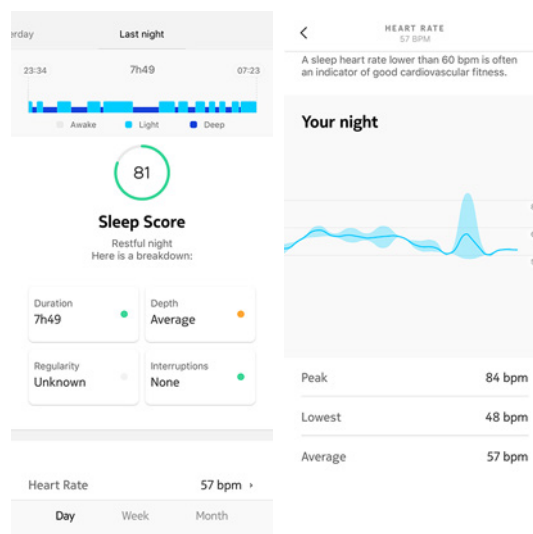 erday
Last night
23:34
7h49
07:23
Awake
Light
Deep
81
Sleep Score
Restful night
Here is a breakdown:
Duration
7h49
Depth
Average
Regularity
Unknown
Interruptions
None
Heart Rate
57 bpm
Day
Week
Month
HEART RATE
57 BPM
A sleep heart rate lower than 60 bpm is often
an indicator of good cardiovascular fitness.
Your night
Peak
84 bpm
Lowest
48 bpm
Average
57 bpm